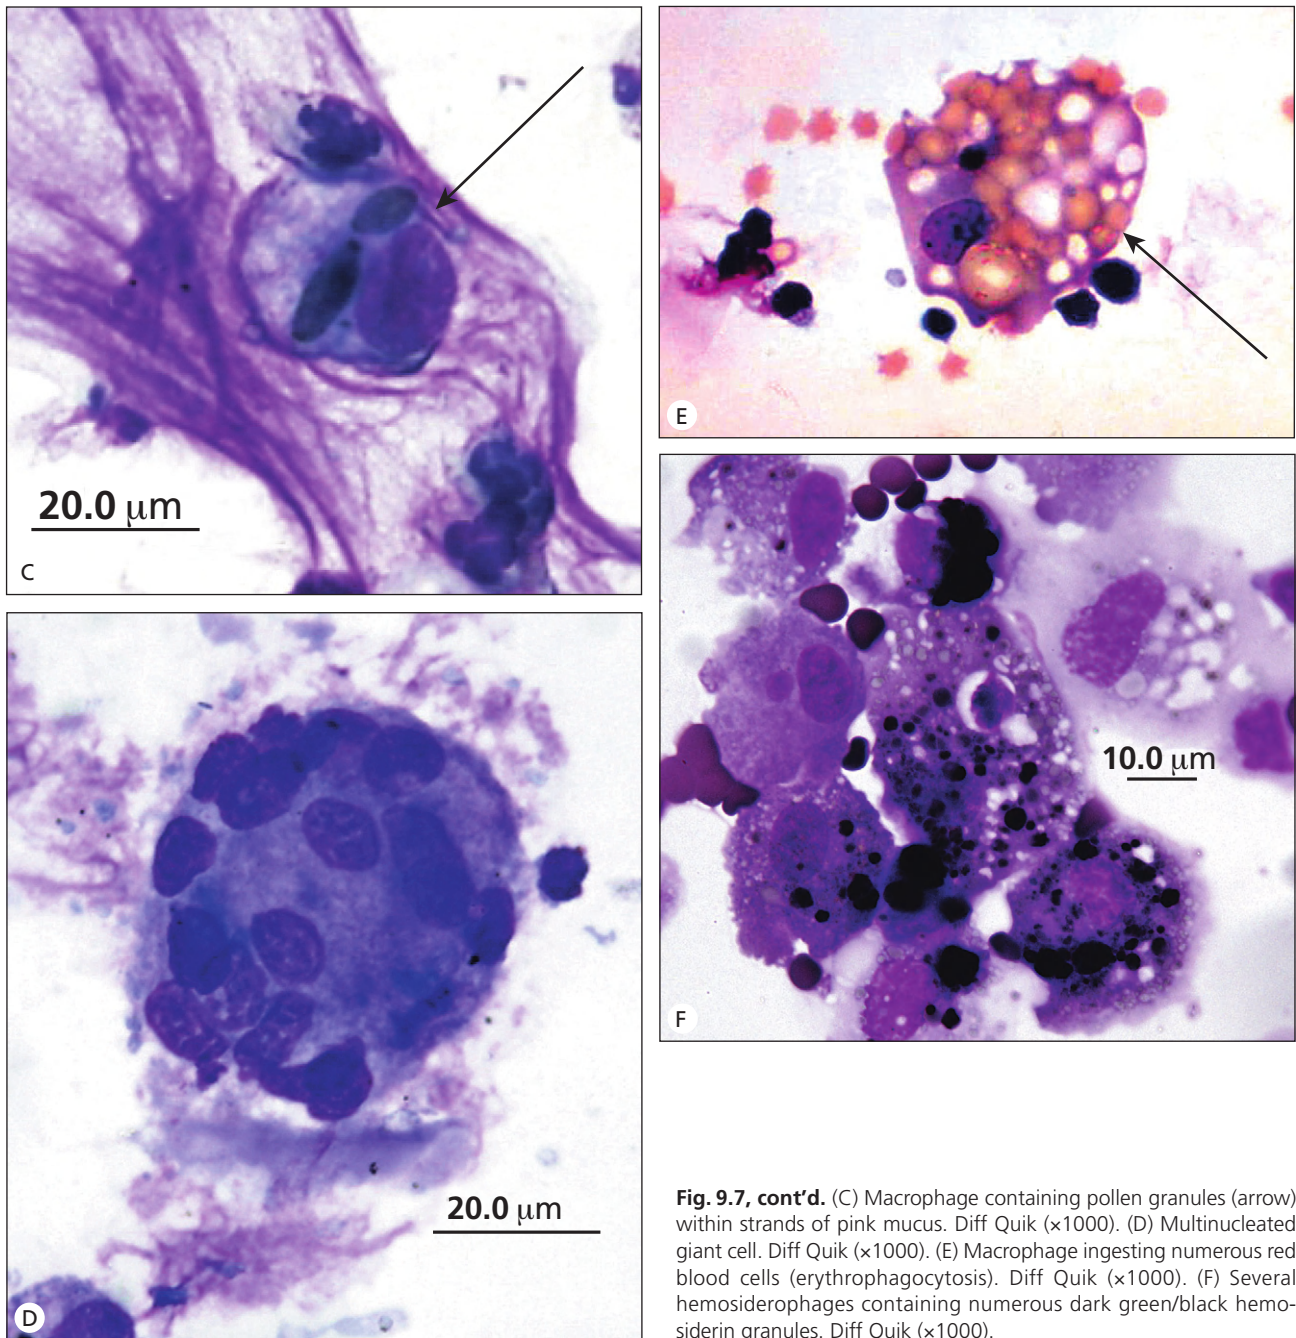 20.0 µm
C
E
10.0 µm
F
20.0 µm
D
Fig. 9.7, cont'd. (C) Macrophage containing pollen granules (arrow)
within strands of pink mucus. Diff Quik (×1000). (D) Multinucleated
giant cell. Diff Quik (×1000). (E) Macrophage ingesting numerous red
blood cells (erythrophagocytosis). Diff Quik (×1000). (F) Several
hemosiderophages containing numerous dark green/black hemo-
siderin granules. Diff Quik (×1000).